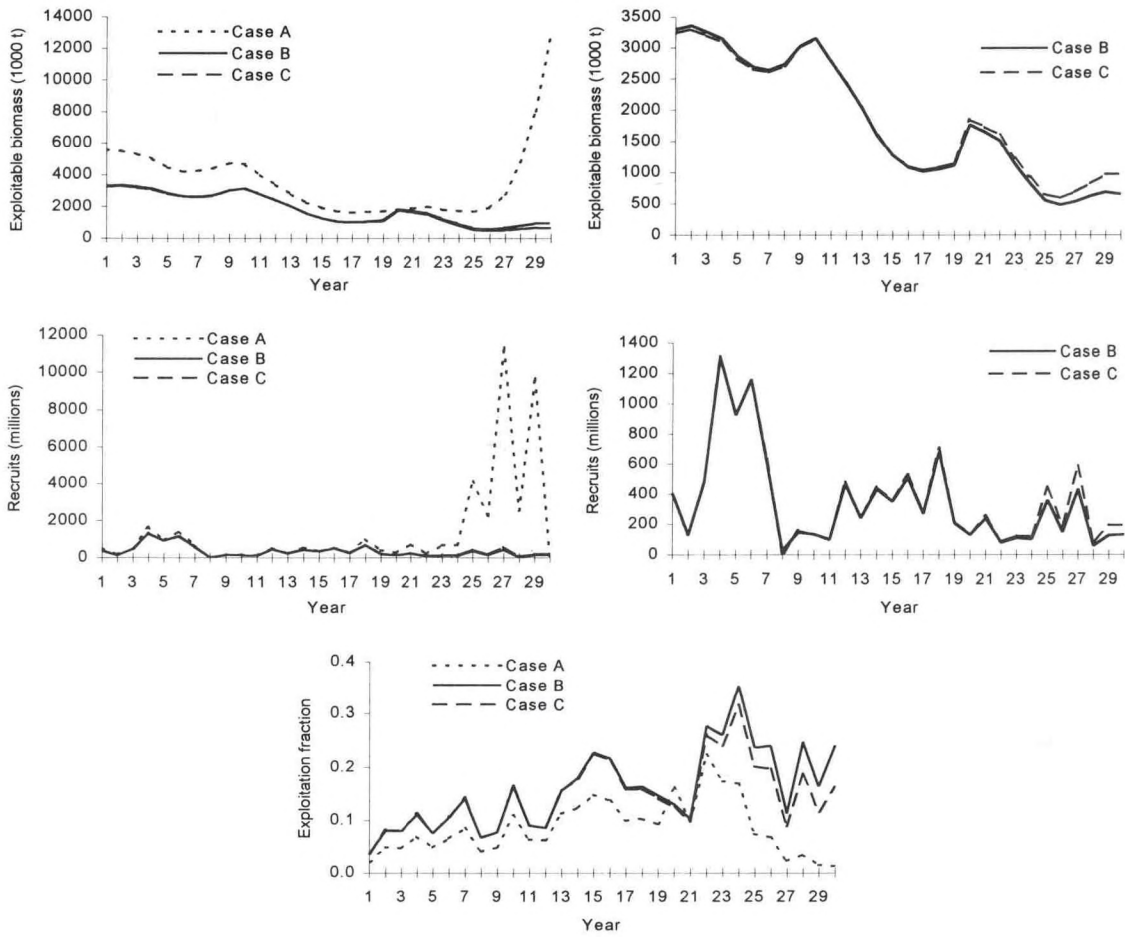 Exploitable biomass (1000 t)
14000
12000
10000
8000
6000
4000
2000
0
Case A
Case B
Case C
1 3 5 7 9 11 13 15 17 19 21 23 25 27 29
Year
Exploitable biomass (1000 t)
3500
3000
2500
2000
1500
1000
500
0
Case B
Case C
1 3 5 7 9 11 13 15 17 19 21 23 25 27 29
Year
Recruits (millions)
12000
10000
8000
6000
4000
2000
0
Case A
Case B
Case C
1 3 5 7 9 11 13 15 17 19 21 23 25 27 29
Year
Recruits (millions)
1400
1200
1000
800
600
400
200
0
Case B
Case C
1 3 5 7 9 11 13 15 17 19 21 23 25 27 29
Year
Exploitation fraction
0.4
0.3
0.2
0.1
0.0
Case A
Case B
Case C
1 3 5 7 9 11 13 15 17 19 21 23 25 27 29
Year